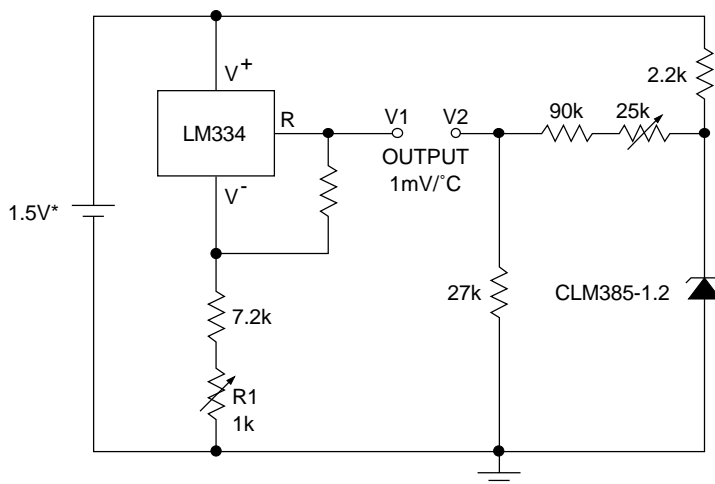 V+
2.2k
LM334
R
V1
V2
90k
25k
OUTPUT
1mV/˚C
V-
1.5V*
7.2k
27k
CLM385-1.2
R1
1k